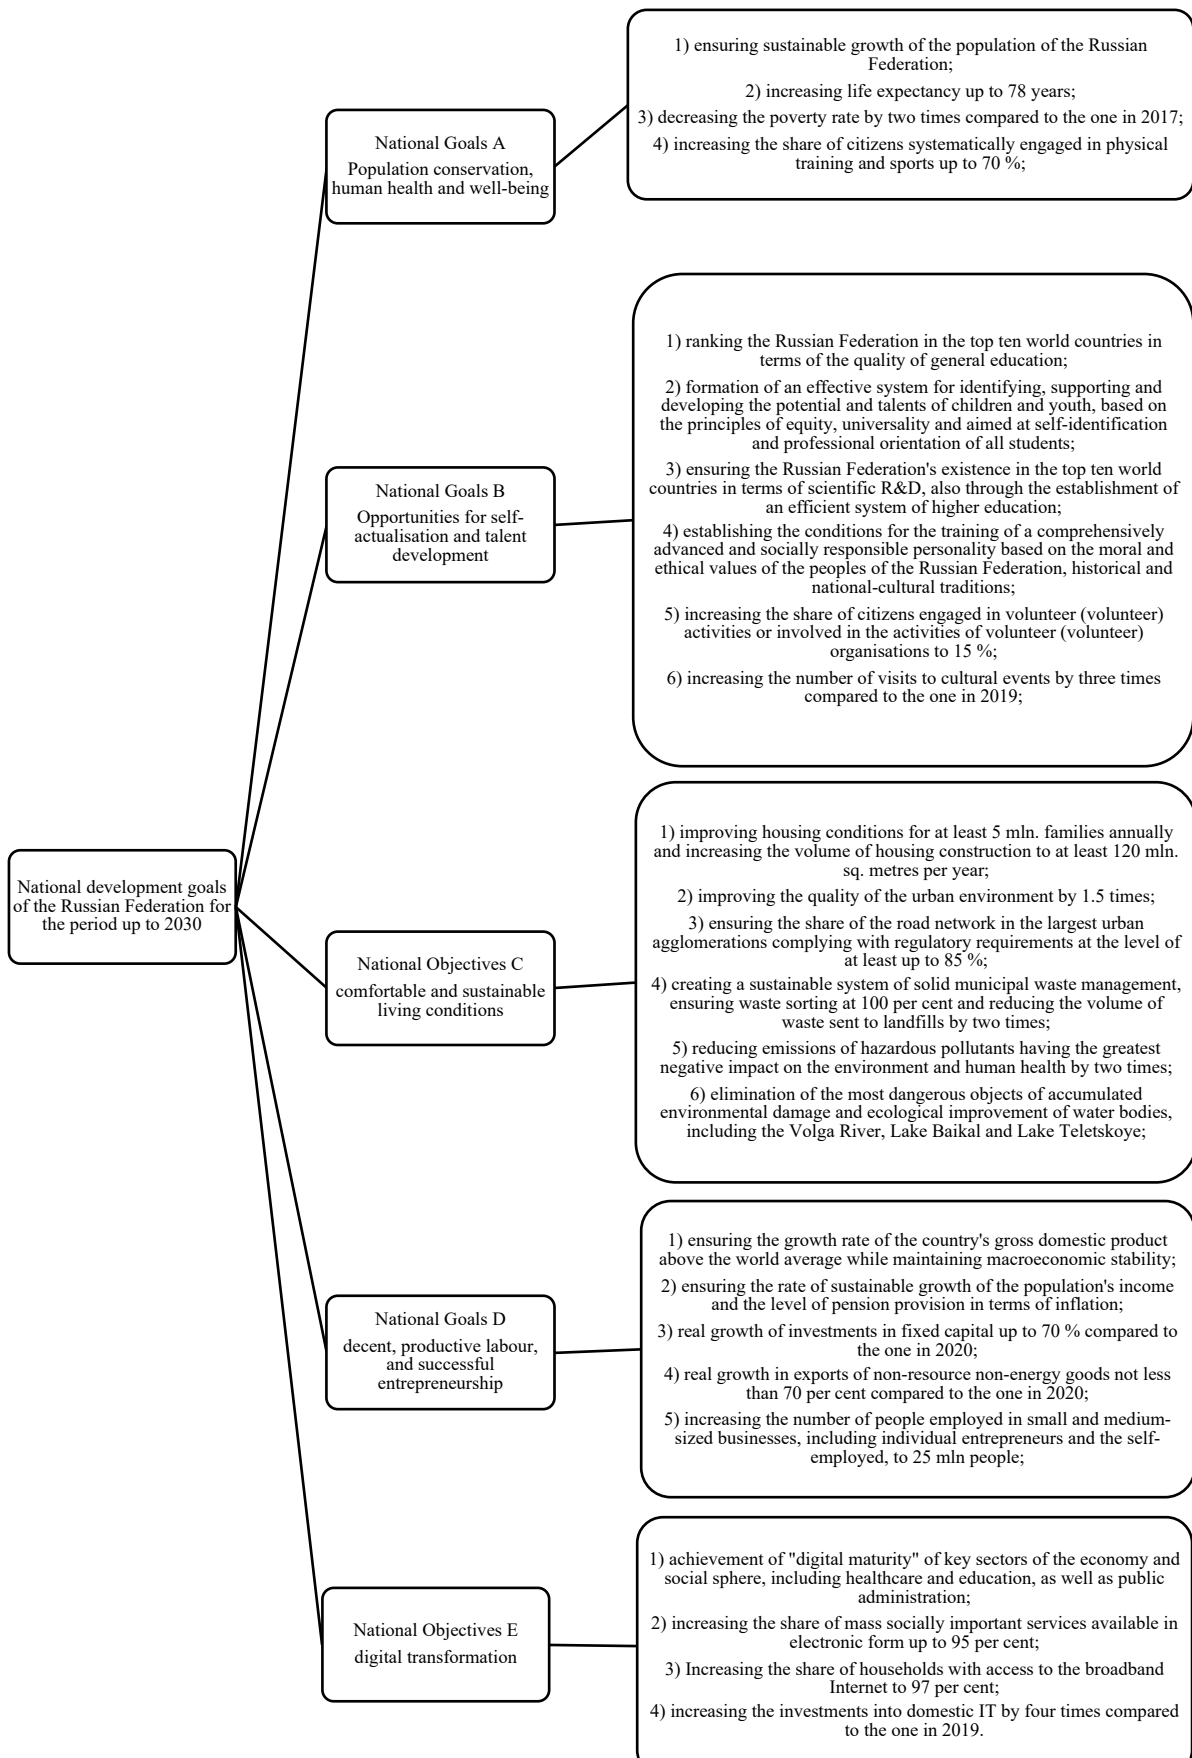 National development goals
of the Russian Federation for
the period up to 2030
National Goals A
Population conservation,
human health and well-being
1) ensuring sustainable growth of the population of the Russian
Federation;
2) increasing life expectancy up to 78 years;
3) decreasing the poverty rate by two times compared to the one in 2017;
4) increasing the share of citizens systematically engaged in physical
training and sports up to 70 %;
National Goals B
Opportunities for self-
actualisation and talent
development
1) ranking the Russian Federation in the top ten world countries in
terms of the quality of general education;
2) formation of an effective system for identifying, supporting and
developing the potential and talents of children and youth, based on
the principles of equity, universality and aimed at self-identification
and professional orientation of all students;
3) ensuring the Russian Federation's existence in the top ten world
countries in terms of scientific R&D, also through the establishment of
an efficient system of higher education;
4) establishing the conditions for the training of a comprehensively
advanced and socially responsible personality based on the moral and
ethical values of the peoples of the Russian Federation, historical and
national-cultural traditions;
5) increasing the share of citizens engaged in volunteer (volunteer)
activities or involved in the activities of volunteer (volunteer)
organisations to 15 %;
6) increasing the number of visits to cultural events by three times
compared to the one in 2019;
National Objectives C
comfortable and sustainable
living conditions
1) improving housing conditions for at least 5 mln. families annually
and increasing the volume of housing construction to at least 120 mln.
sq. metres per year;
2) improving the quality of the urban environment by 1.5 times;
3) ensuring the share of the road network in the largest urban
agglomerations complying with regulatory requirements at the level of
at least up to 85 %;
4) creating a sustainable system of solid municipal waste management,
ensuring waste sorting at 100 per cent and reducing the volume of
waste sent to landfills by two times;
5) reducing emissions of hazardous pollutants having the greatest
negative impact on the environment and human health by two times;
6) elimination of the most dangerous objects of accumulated
environmental damage and ecological improvement of water bodies,
including the Volga River, Lake Baikal and Lake Teletskoye;
National Goals D
decent, productive labour,
and successful
entrepreneurship
1) ensuring the growth rate of the country's gross domestic product
above the world average while maintaining macroeconomic stability;
2) ensuring the rate of sustainable growth of the population's income
and the level of pension provision in terms of inflation;
3) real growth of investments in fixed capital up to 70 % compared to
the one in 2020;
4) real growth in exports of non-resource non-energy goods not less
than 70 per cent compared to the one in 2020;
5) increasing the number of people employed in small and medium-
sized businesses, including individual entrepreneurs and the self-
employed, to 25 mln people;
National Objectives E
digital transformation
1) achievement of "digital maturity" of key sectors of the economy and
social sphere, including healthcare and education, as well as public
administration;
2) increasing the share of mass socially important services available in
electronic form up to 95 per cent;
3) Increasing the share of households with access to the broadband
Internet to 97 per cent;
4) increasing the investments into domestic IT by four times compared
to the one in 2019.